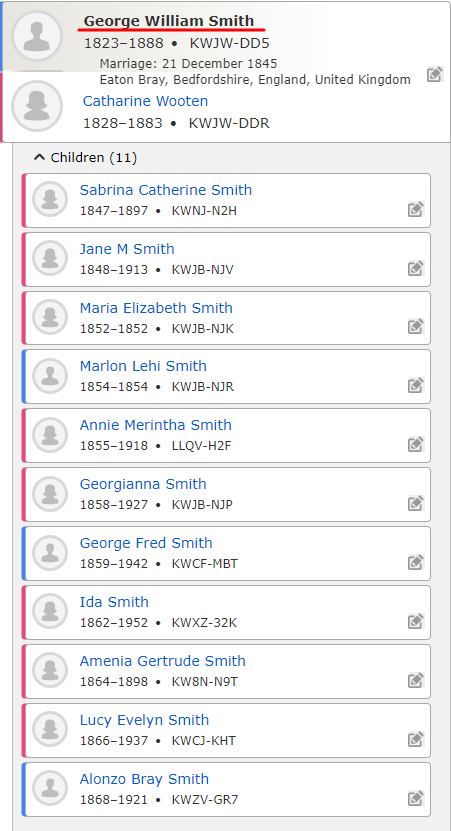 George William Smith
1823–1888 • KWJW-DD5
Marriage: 21 December 1845
Eaton Bray, Bedfordshire, England, United Kingdom
Catharine Wooten
1828–1883 • KWJW-DDR
Children (11)
Sabrina Catherine Smith
1847–1897 • KWNJ-N2H
Jane M Smith
1848–1913 • KWJB-NJV
Maria Elizabeth Smith
1852–1852 • KWJB-NJK
Marlon Lehi Smith
1854–1854 • KWJB-NJR
Annie Merintha Smith
1855–1918 • LLQV-H2F
Georgianna Smith
1858–1927 • KWJB-NJP
George Fred Smith
1859–1942 • KWCF-MBT
Ida Smith
1862–1952 • KWXZ-32K
Amenia Gertrude Smith
1864–1898 • KW8N-N9T
Lucy Evelyn Smith
1866–1937 • KWCJ-KHT
Alonzo Bray Smith
1868–1921 • KWZV-GR7